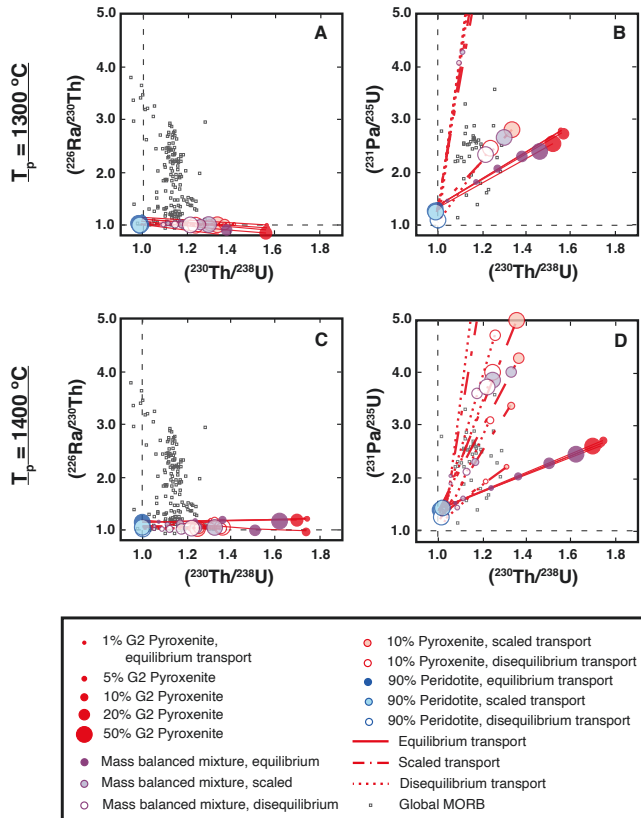 T_p = 1300 °C
A
(²²⁶Ra/²³⁰Th)
5.0
4.0
3.0
2.0
1.0
1.0 1.2 1.4 1.6 1.8
(²³⁰Th/²³⁸U)
B
(²³¹Pa/²³⁵U)
5.0
4.0
3.0
2.0
1.0
1.0 1.2 1.4 1.6 1.8
(²³⁰Th/²³⁸U)
T_p = 1400 °C
C
(²²⁶Ra/²³⁰Th)
5.0
4.0
3.0
2.0
1.0
1.0 1.2 1.4 1.6 1.8
(²³⁰Th/²³⁸U)
D
(²³¹Pa/²³⁵U)
5.0
4.0
3.0
2.0
1.0
1.0 1.2 1.4 1.6 1.8
(²³⁰Th/²³⁸U)
1% G2 Pyroxenite,
equilibrium transport
5% G2 Pyroxenite
10% G2 Pyroxenite
20% G2 Pyroxenite
50% G2 Pyroxenite
Mass balanced mixture, equilibrium
Mass balanced mixture, scaled
Mass balanced mixture, disequilibrium
10% Pyroxenite, scaled transport
10% Pyroxenite, disequilibrium transport
90% Peridotite, equilibrium transport
90% Peridotite, scaled transport
90% Peridotite, disequilibrium transport
Equilibrium transport
Scaled transport
Disequilibrium transport
Global MORB